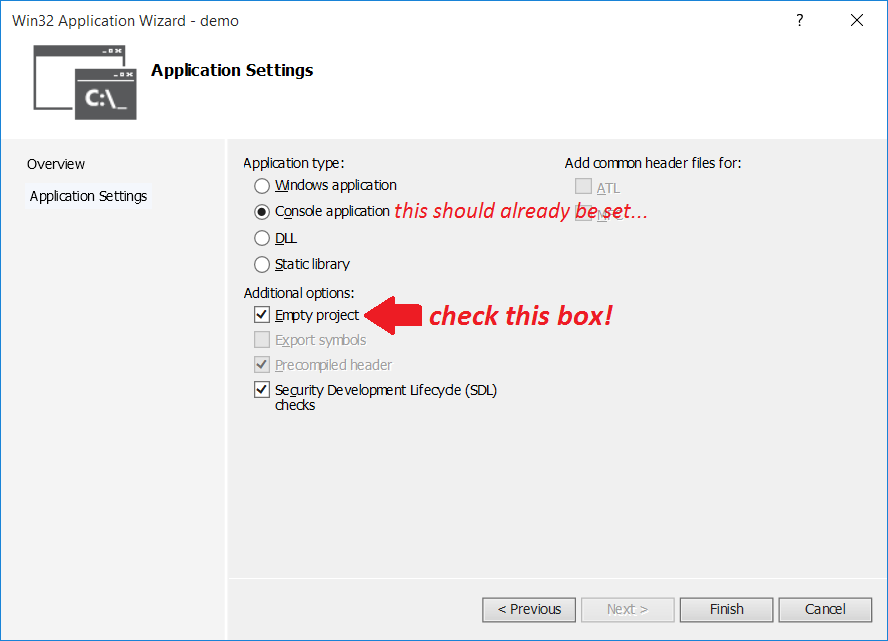 Win32 Application Wizard - demo
?
C:\_
Application Settings
Overview
Application Settings
Application type:
Windows application
Console application this should already be set...
DLL
Static library
Add common header files for:
ATL
MFC
Additional options:
Empty project check this box!
Export symbols
Precompiled header
Security Development Lifecycle (SDL)
checks
< Previous
Next >
Finish
Cancel